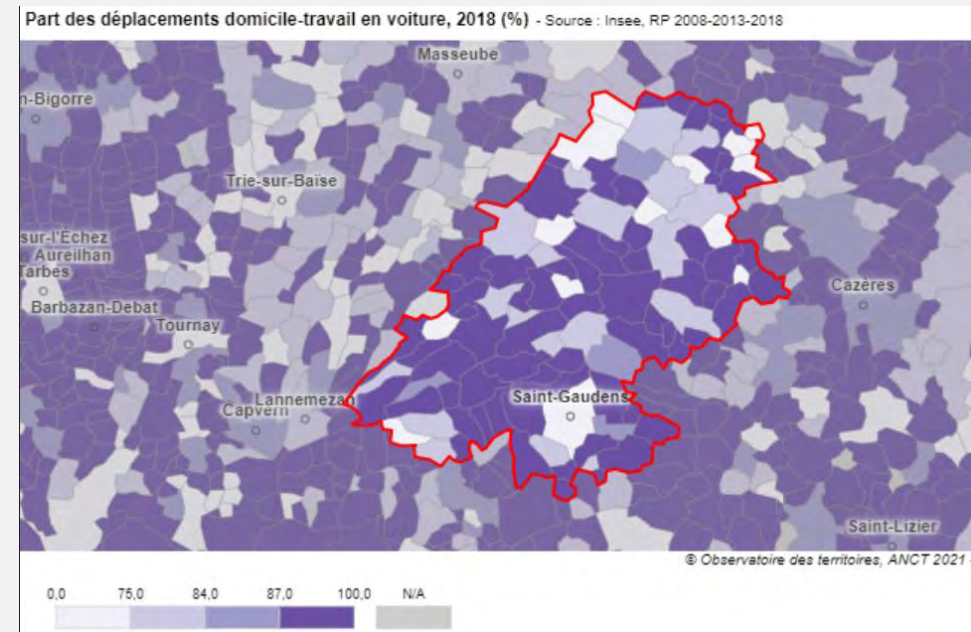 Part des déplacements domicile-travail en voiture, 2018 (%) - Source : Insee, RP 2008-2013-2018
Masseube
n-Bigorre
Trie-sur-Baïse
sur-l'Échez
Aureilhan
Tarbes
Cazères
Barbazan-Debat
Tournay
Lannemezan
Saint-Gaudens
Capvern
Saint-Lizier
© Observatoire des territoires, ANCT 2021 -
0,0 75,0 84,0 87,0 100,0 N/A